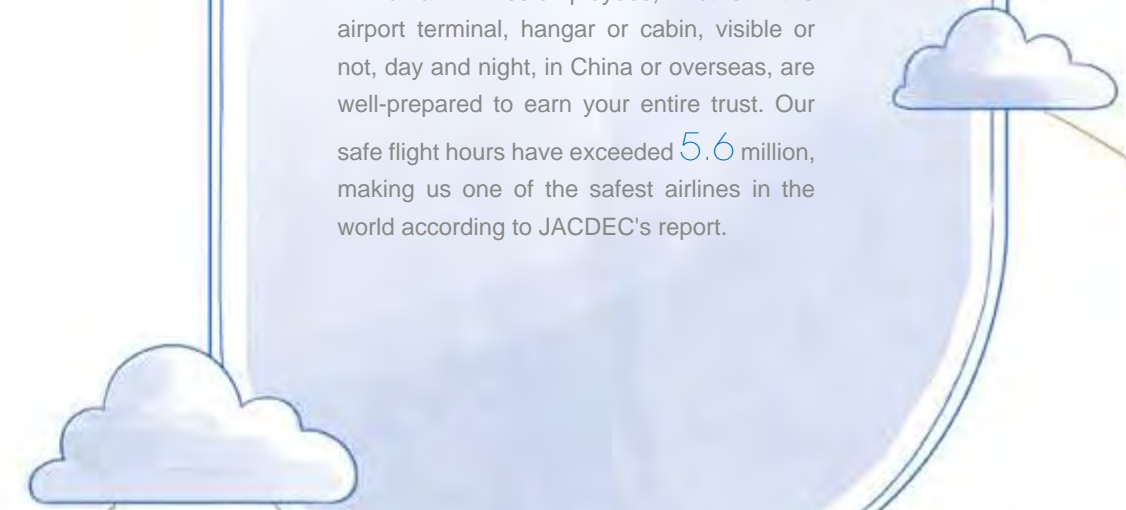 airport terminal, hangar or cabin, visible or
not, day and night, in China or overseas, are
well-prepared to earn your entire trust. Our
safe flight hours have exceeded 5.6 million,
making us one of the safest airlines in the
world according to JACDEC's report.